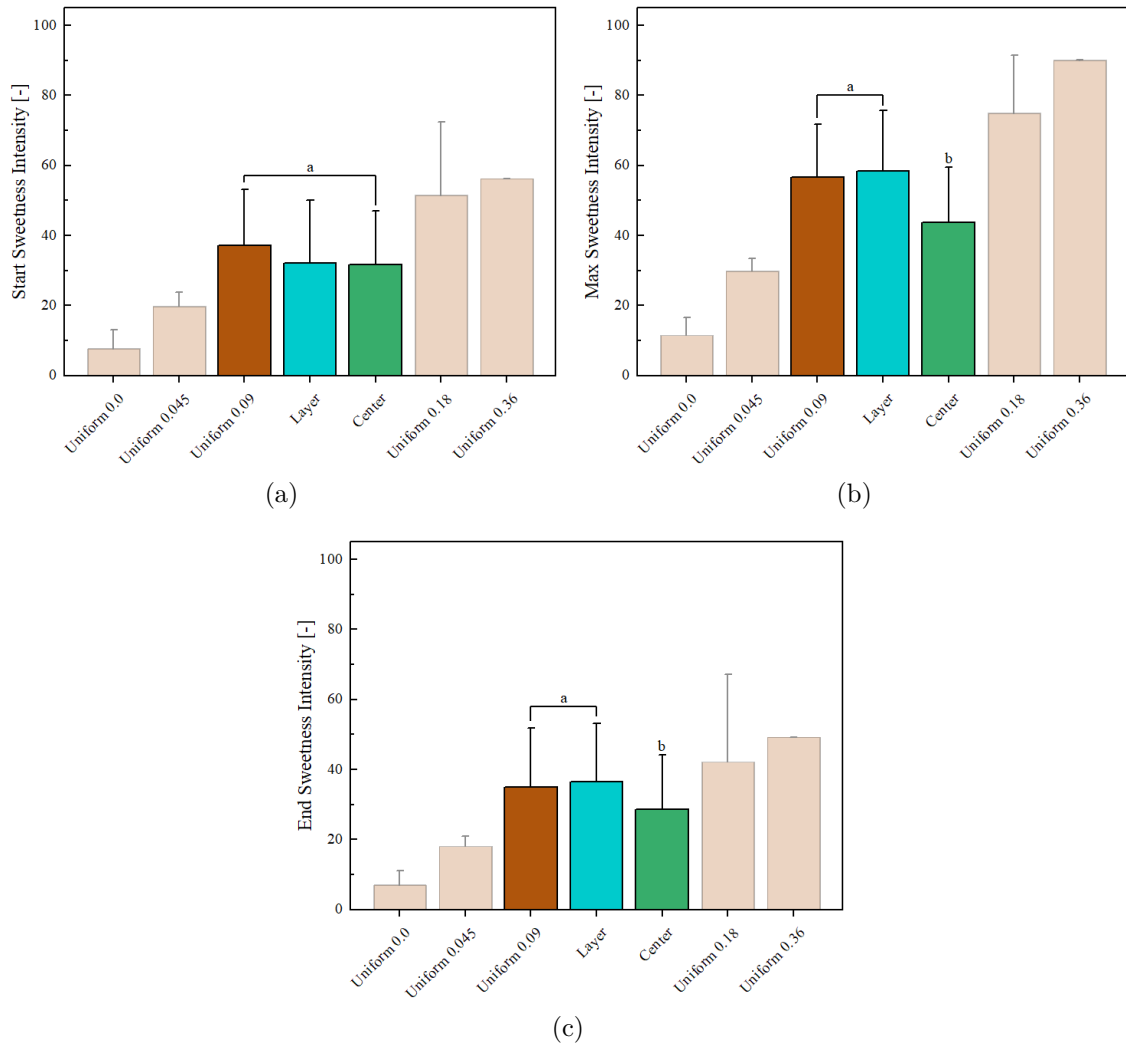 100
80
60
40
20
0
Start Sweetness Intensity [-]
a
Uniform 0.0
Uniform 0.045
Uniform 0.09
Layer
Center
Uniform 0.18
Uniform 0.36
(a)
100
80
60
40
20
0
Max Sweetness Intensity [-]
a
b
Uniform 0.0
Uniform 0.045
Uniform 0.09
Layer
Center
Uniform 0.18
Uniform 0.36
(b)
100
80
60
40
20
0
End Sweetness Intensity [-]
a
b
Uniform 0.0
Uniform 0.045
Uniform 0.09
Layer
Center
Uniform 0.18
Uniform 0.36
(c)